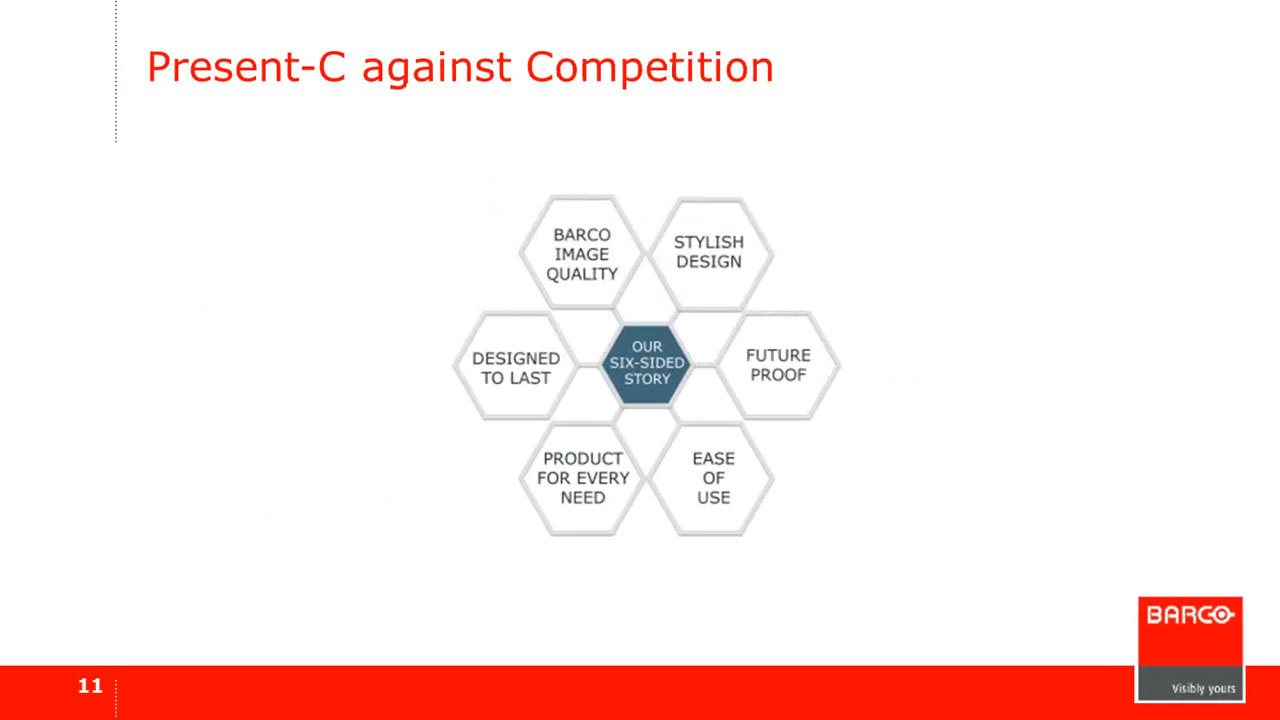 Present-C against Competition
BARCO
IMAGE
QUALITY
STYLISH
DESIGN
DESIGNED
TO LAST
OUR
SIX-SIDED
STORY
FUTURE
PROOF
PRODUCT
FOR EVERY
NEED
EASE
OF
USE
BARCO
Visibly yours
11